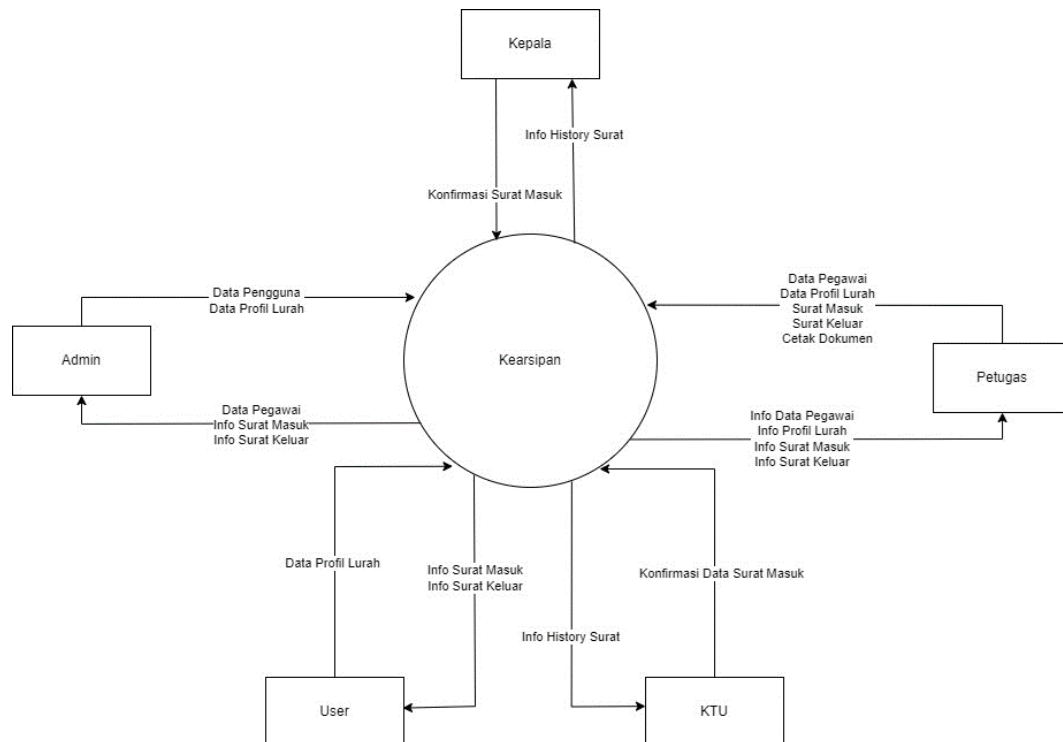 Kepala
Info History Surat
Konfirmasi Surat Masuk
Data Pengguna
Data Profil Lurah
Data Pegawai
Data Profil Lurah
Surat Masuk
Surat Keluar
Cetak Dokumen
Admin
Kearsipan
Petugas
Data Pegawai
Info Surat Masuk
Info Surat Keluar
Info Data Pegawai
Info Profil Lurah
Info Surat Masuk
Info Surat Keluar
Data Profil Lurah
Info Surat Masuk
Info Surat Keluar
Konfirmasi Data Surat Masuk
Info History Surat
User
KTU